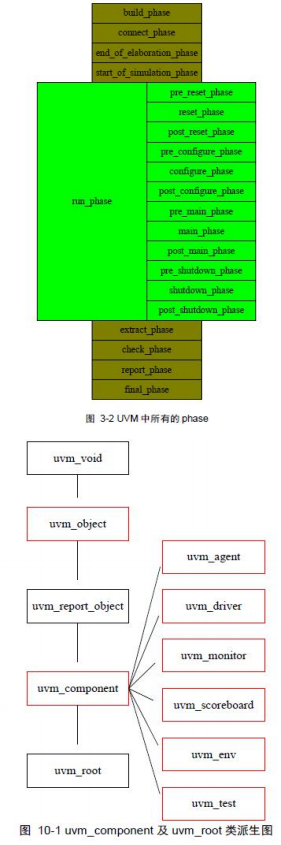 build_phase
connect_phase
end_of_elaboration_phase
start_of_simulation_phase
run_phase
pre_reset_phase
reset_phase
post_reset_phase
pre_configure_phase
configure_phase
post_configure_phase
pre_main_phase
main_phase
post_main_phase
pre_shutdown_phase
shutdown_phase
post_shutdown_phase
extract_phase
check_phase
report_phase
final_phase
图 3-2 UVM 中所有的 phase
uvm_void
uvm_object
uvm_report_object
uvm_component
uvm_root
uvm_agent
uvm_driver
uvm_monitor
uvm_scoreboard
uvm_env
uvm_test
图 10-1 uvm_component 及 uvm_root 类派生图